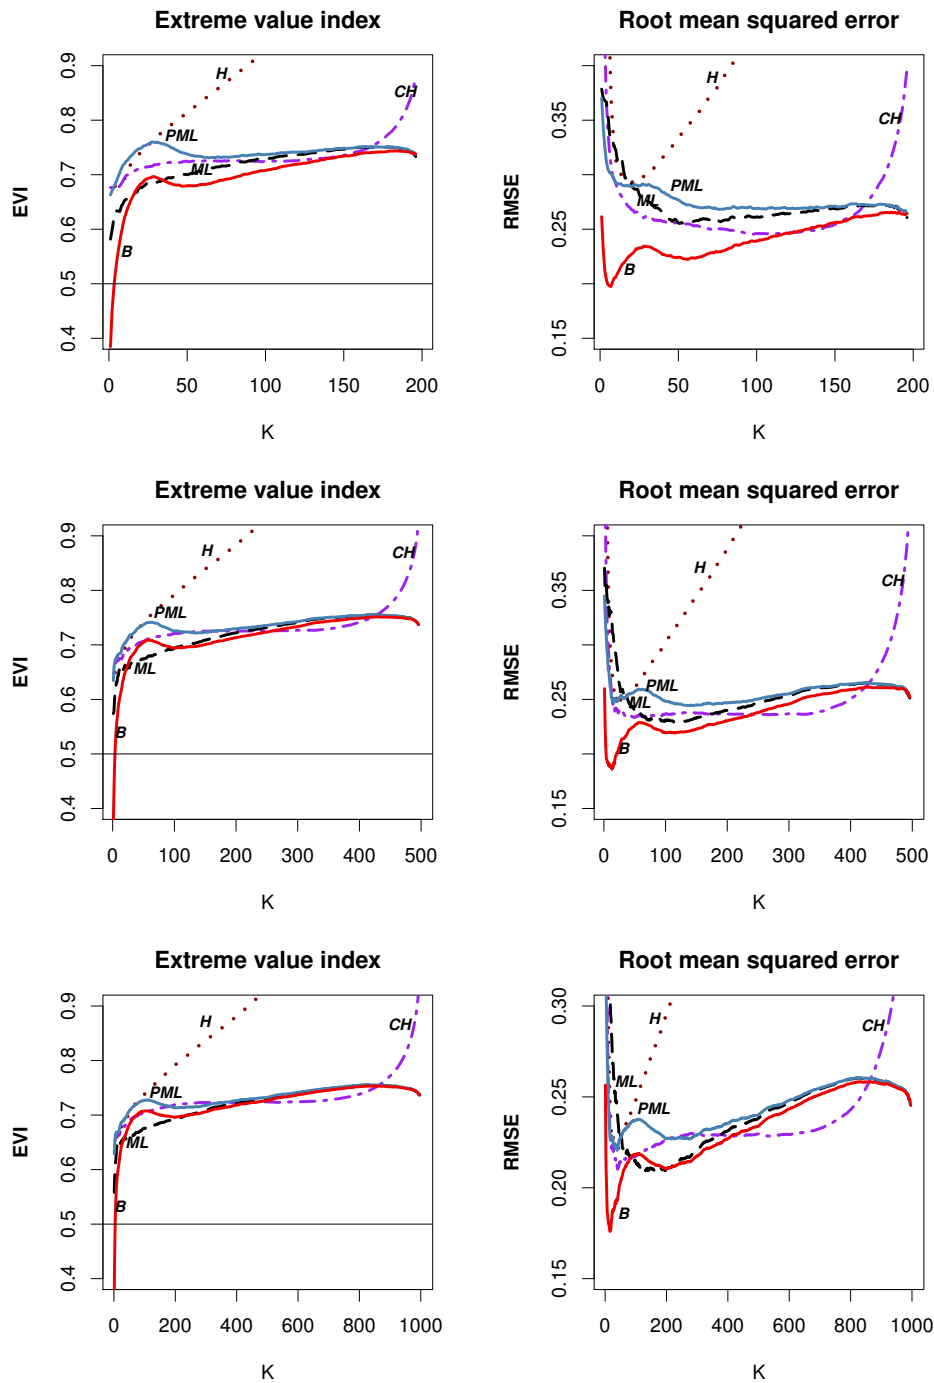 Extreme value index
EVI
0.4 0.5 0.6 0.7 0.8 0.9
H
CH
PML
ML
B
0 50 100 150 200
K
Root mean squared error
RMSE
0.15 0.25 0.35
H
CH
PML
ML
B
0 50 100 150 200
K
Extreme value index
EVI
0.4 0.5 0.6 0.7 0.8 0.9
H
CH
PML
ML
B
0 100 200 300 400 500
K
Root mean squared error
RMSE
0.15 0.25 0.35
H
CH
PML
ML
B
0 100 200 300 400 500
K
Extreme value index
EVI
0.4 0.5 0.6 0.7 0.8 0.9
H
CH
PML
ML
B
0 200 400 600 800 1000
K
Root mean squared error
RMSE
0.15 0.20 0.25 0.30
H
CH
ML
PML
B
0 200 400 600 800 1000
K